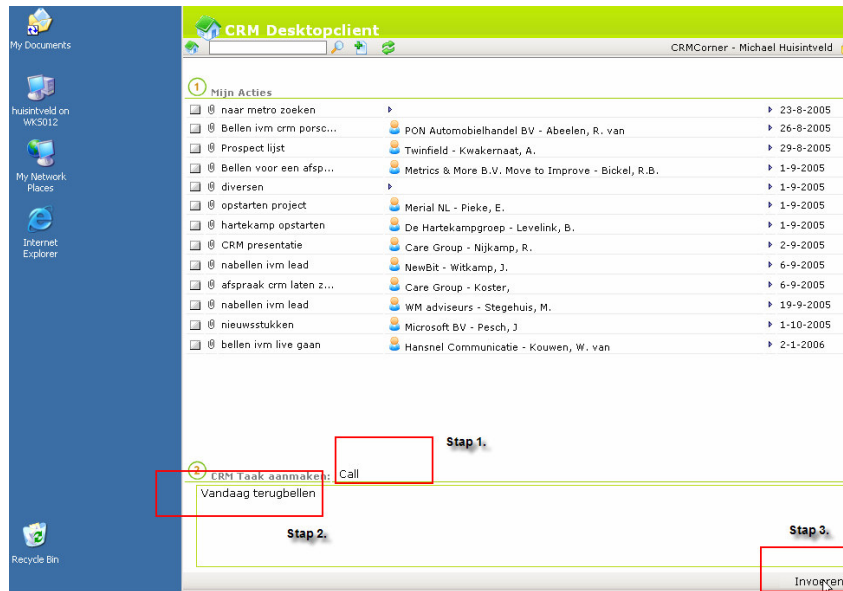 My Documents
huisintveld on
WKS012
My Network
Places
Internet
Explorer
Recycle Bin
CRM Desktopclient
CRMCorner - Michael Huisintveld
1 Mijn Acties
naar metro zoeken 23-8-2005
Bellen ivm crm porsc... PON Automobielhandel BV - Abeelen, R. van 26-8-2005
Prospect lijst Twinfield - Kwakernaat, A. 29-8-2005
Bellen voor een afsp... Metrics & More B.V. Move to Improve - Bickel, R.B. 1-9-2005
diversen 1-9-2005
opstarten project Merial NL - Pieke, E. 1-9-2005
hartekamp opstarten De Hartekampgroep - Levelink, B. 1-9-2005
CRM presentatie Care Group - Nijkamp, R. 2-9-2005
nabellen ivm lead NewBit - Witkamp, J. 6-9-2005
afspraak crm laten z... Care Group - Koster, 6-9-2005
nabellen ivm lead WM adviseurs - Stegehuis, M. 19-9-2005
nieuwsstukken Microsoft BV - Pesch, J 1-10-2005
bellen ivm live gaan Hansnel Communicatie - Kouwen, W. van 2-1-2006
Stap 1.
2 CRM Taak aanmaken: Call
Vandaag terugbellen
Stap 2.
Stap 3.
Invoeren